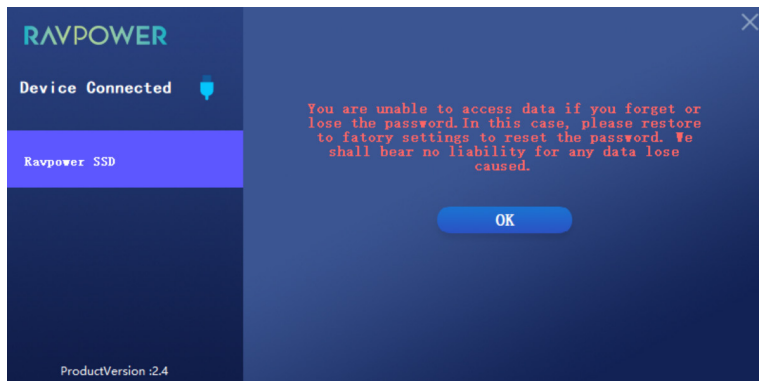 RAVPOWER
Device Connected
Ravpower SSD
ProductVersion :2.4
You are unable to access data if you forget or
lose the password.In this case, please restore
to fatory settings to reset the password. We
shall bear no liability for any data lose
caused.
OK